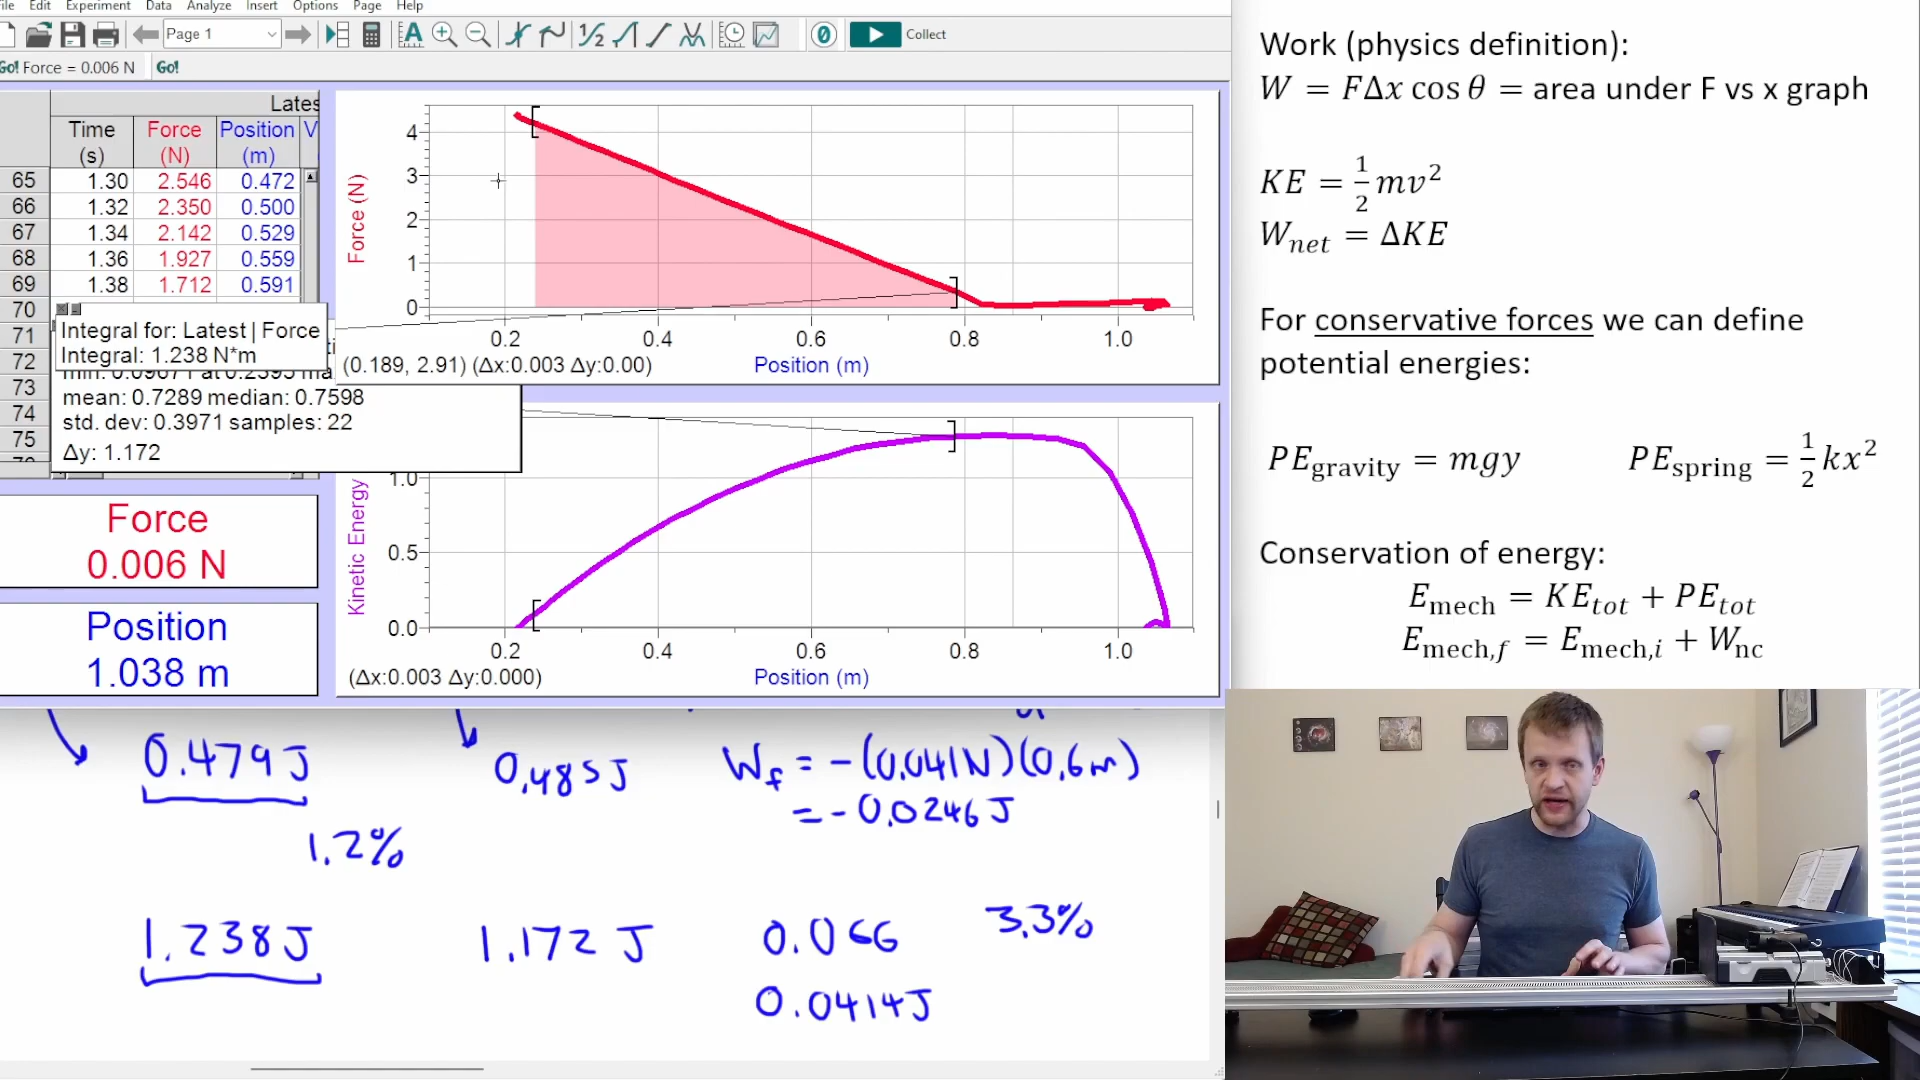 File Edit Experiment Data Analyze Insert Options Page Help
Page 1
Collect
Go! Force = 0.006 N Go!
Lates
Time Force Position V
(s) (N) (m)
65 1.30 2.546 0.472
66 1.32 2.350 0.500
67 1.34 2.142 0.529
68 1.36 1.927 0.559
69 1.38 1.712 0.591
70
71
72
73
74
75
Integral for: Latest | Force
Integral: 1.238 N*m
mean: 0.7289 median: 0.7598
std. dev: 0.3971 samples: 22
Δy: 1.172
Force
0.006 N
Position
1.038 m
Force (N)
4
3
2
1
0
0.2 0.4 0.6 0.8 1.0
(0.189, 2.91) (Δx:0.003 Δy:0.00) Position (m)
Kinetic Energy
1.0
0.5
0.0
0.2 0.4 0.6 0.8 1.0
(Δx:0.003 Δy:0.000) Position (m)
0.479J
0.485J
W_f = -(0.041N)(0.6m)
= -0.0246J
1.2%
1.238J 1.172 J 0.066 3.3%
0.0414J
Work (physics definition):
W = FΔx cos θ = area under F vs x graph
KE = 1/2 mv²
W_net = ΔKE
For conservative forces we can define
potential energies:
PE_gravity = mgy PE_spring = 1/2 kx²
Conservation of energy:
E_mech = KE_tot + PE_tot
E_mech,f = E_mech,i + W_nc